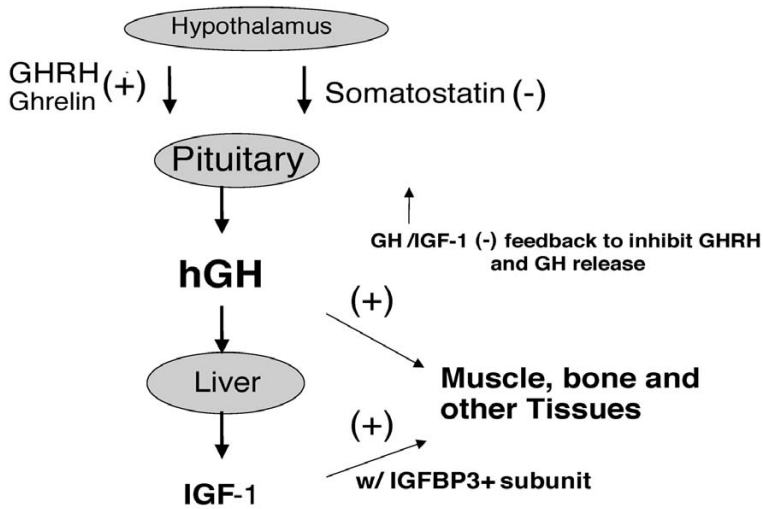 Hypothalamus
GHRH
Ghrelin
(+)
Somatostatin (-)
Pituitary
GH /IGF-1 (-) feedback to inhibit GHRH
and GH release
hGH
(+)
Liver
Muscle, bone and
other Tissues
(+)
w/ IGFBP3+ subunit
IGF-1